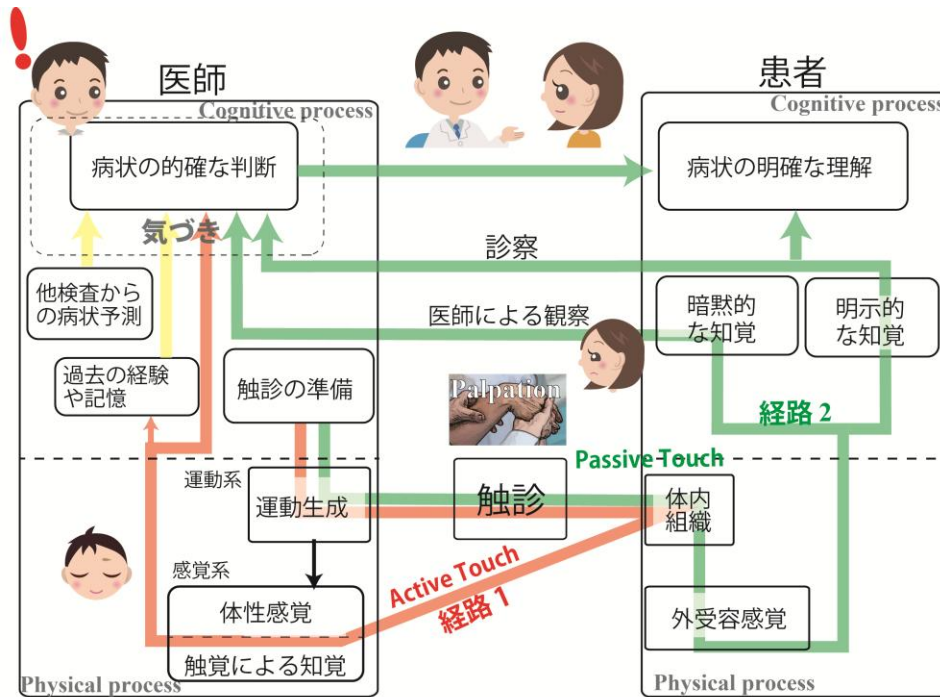 医師
患者
Cognitive process
Cognitive process
病状の的確な判断
病状の明確な理解
気づき
診察
他検査から
の病状予測
医師による観察
暗黙的
な知覚
明示的
な知覚
過去の経験
や記憶
触診の準備
Palpation
経路 2
Passive Touch
運動系
運動生成
触診
体内
組織
感覚系
Active Touch
経路 1
体性感覚
触覚による知覚
外受容感覚
Physical process
Physical process